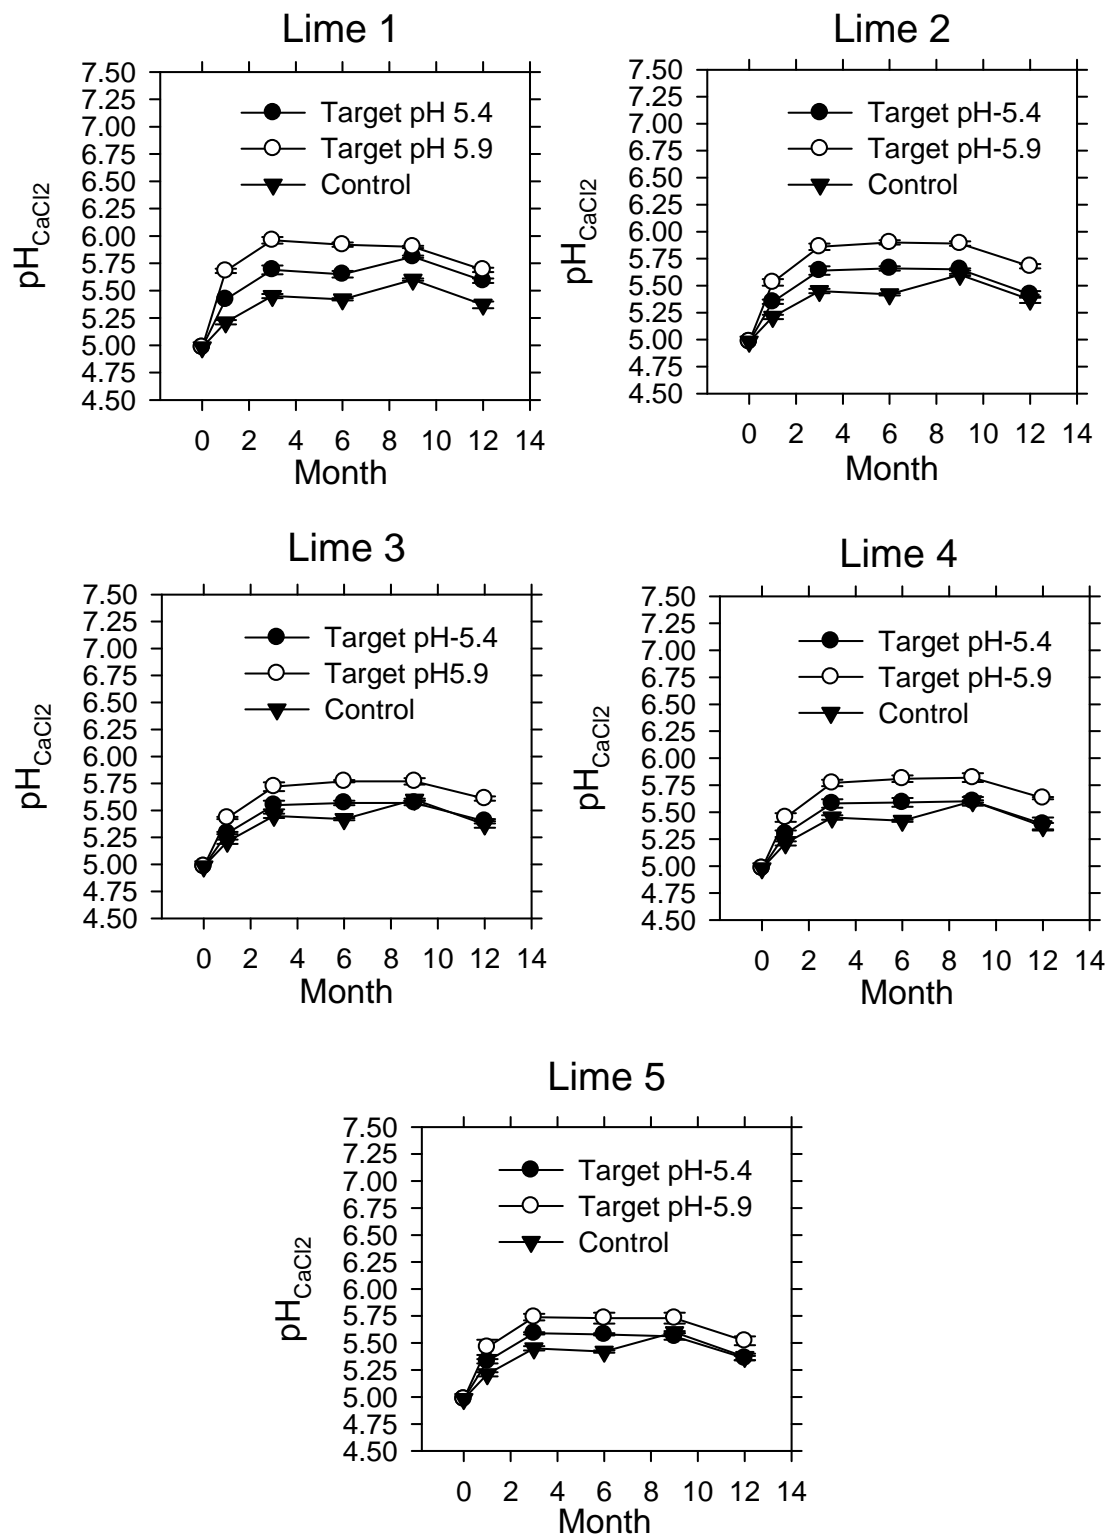 Lime 1
7.50
7.25
7.00
6.75
6.50
6.25
6.00
5.75
5.50
5.25
5.00
4.75
4.50
pHCaCl2
Target pH 5.4
Target pH 5.9
Control
0 2 4 6 8 10 12 14
Month
Lime 2
7.50
7.25
7.00
6.75
6.50
6.25
6.00
5.75
5.50
5.25
5.00
4.75
4.50
pHCaCl2
Target pH-5.4
Target pH-5.9
Control
0 2 4 6 8 10 12 14
Month
Lime 3
7.50
7.25
7.00
6.75
6.50
6.25
6.00
5.75
5.50
5.25
5.00
4.75
4.50
pHCaCl2
Target pH-5.4
Target pH5.9
Control
0 2 4 6 8 10 12 14
Month
Lime 4
7.50
7.25
7.00
6.75
6.50
6.25
6.00
5.75
5.50
5.25
5.00
4.75
4.50
pHCaCl2
Target pH-5.4
Target pH-5.9
Control
0 2 4 6 8 10 12 14
Month
Lime 5
7.50
7.25
7.00
6.75
6.50
6.25
6.00
5.75
5.50
5.25
5.00
4.75
4.50
pHCaCl2
Target pH-5.4
Target pH-5.9
Control
0 2 4 6 8 10 12 14
Month